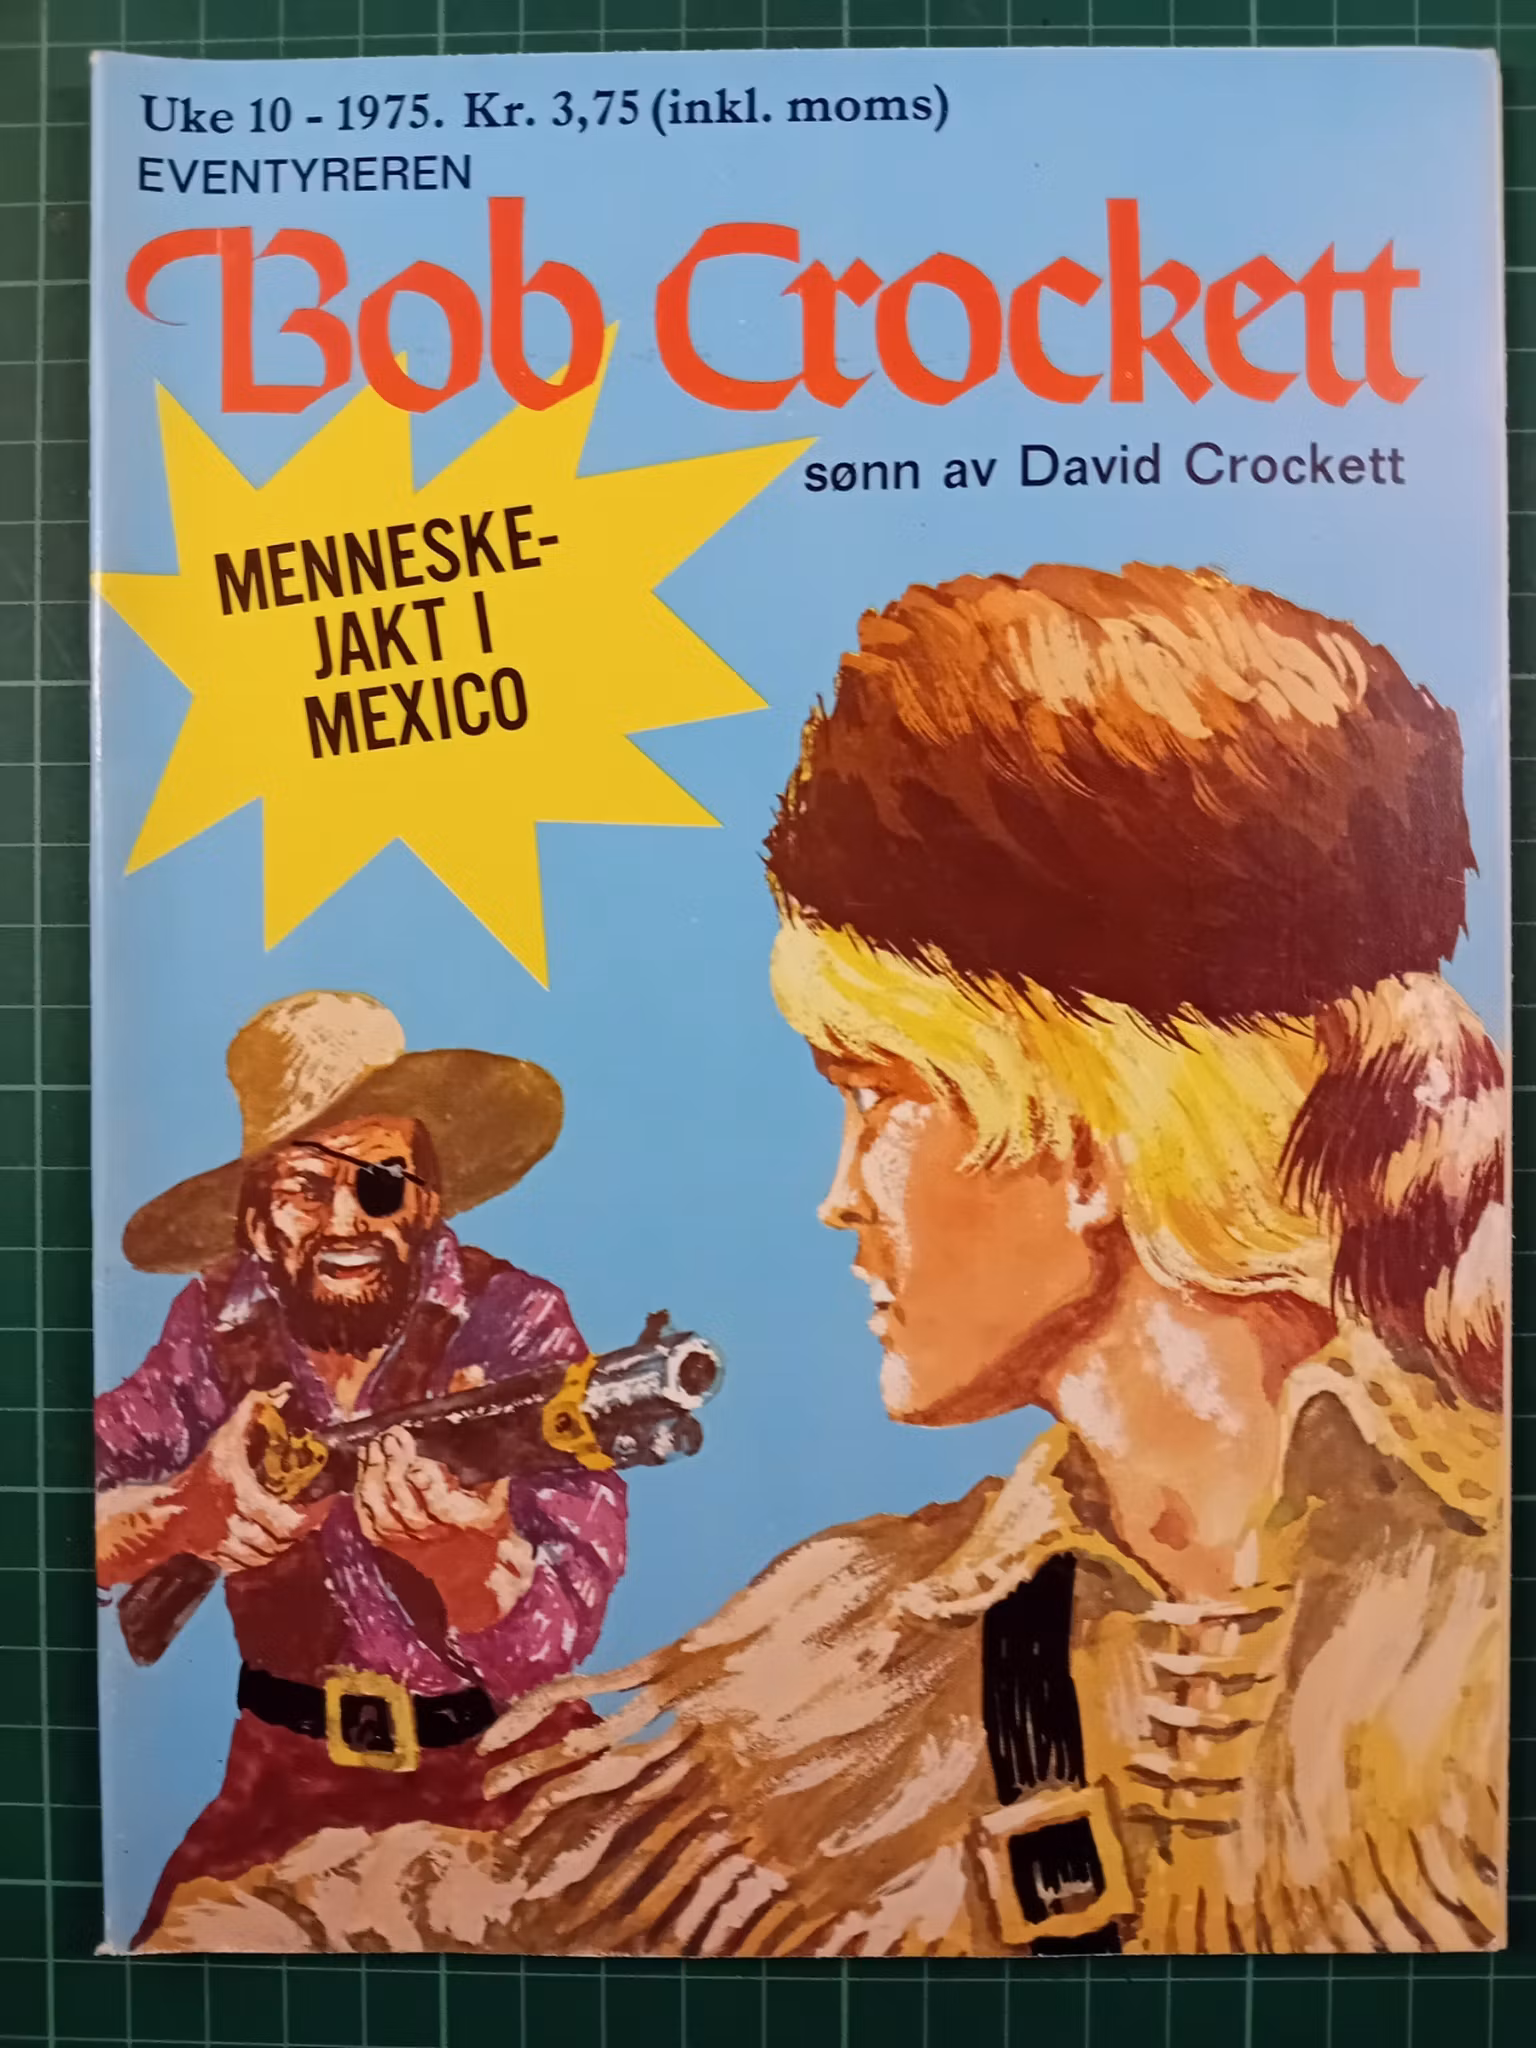 Uke 10 - 1975. Kr. 3,75 (inkl. moms)
EVENTYREREN
Bob Crockett
sønn av David Crockett
MENNESKE-
JAKT I
MEXICO